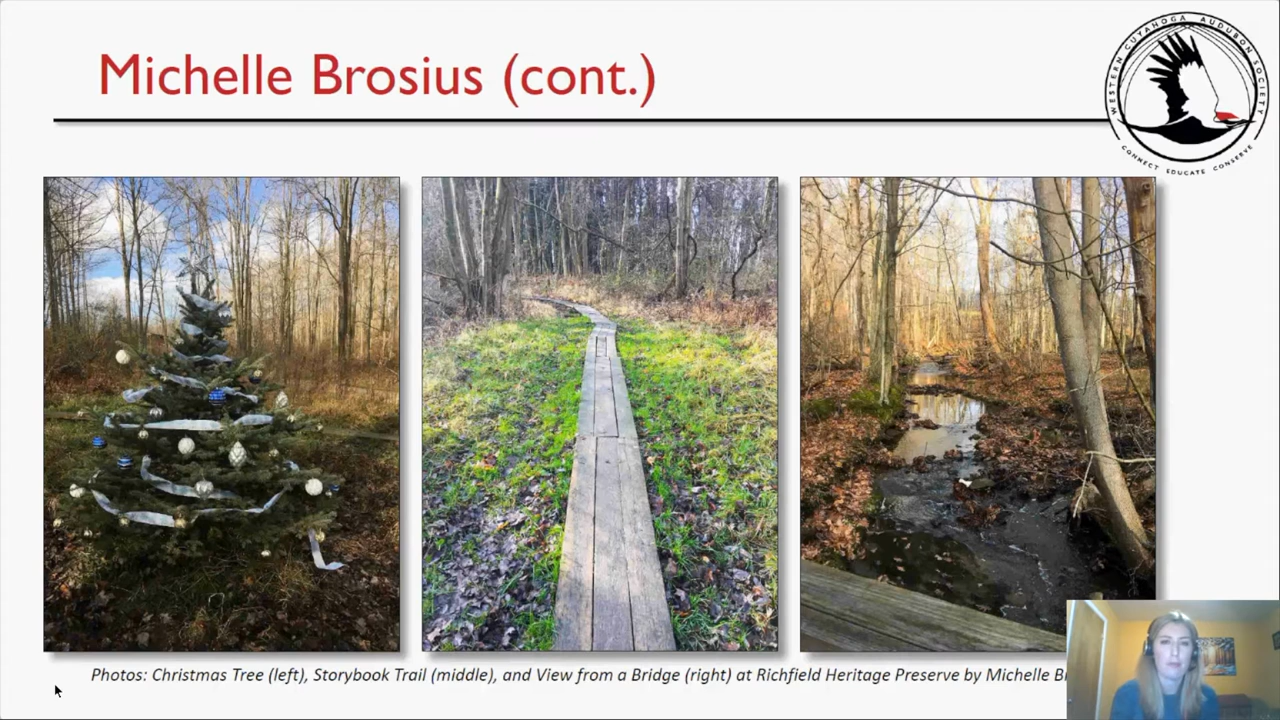 Michelle Brosius (cont.)
WESTERN CUYAHOGA AUDUBON SOCIETY
CONNECT EDUCATE CONSERVE
Photos: Christmas Tree (left), Storybook Trail (middle), and View from a Bridge (right) at Richfield Heritage Preserve by Michelle